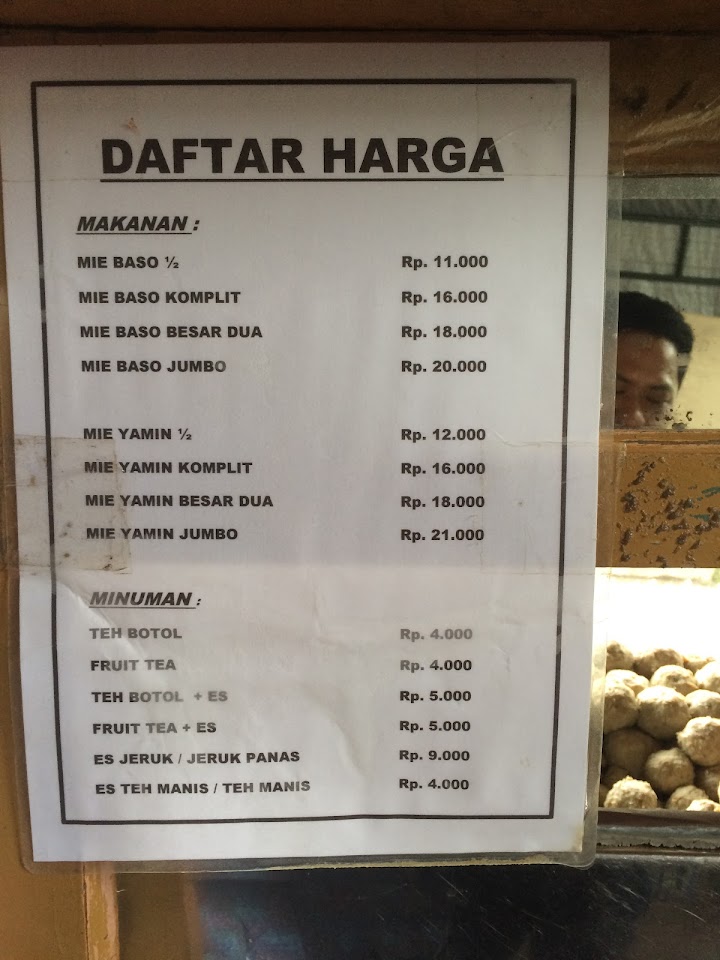 DAFTAR HARGA
MAKANAN :
MIE BASO ½ Rp. 11.000
MIE BASO KOMPLIT Rp. 16.000
MIE BASO BESAR DUA Rp. 18.000
MIE BASO JUMBO Rp. 20.000
MIE YAMIN ½ Rp. 12.000
MIE YAMIN KOMPLIT Rp. 16.000
MIE YAMIN BESAR DUA Rp. 18.000
MIE YAMIN JUMBO Rp. 21.000
MINUMAN :
TEH BOTOL Rp. 4.000
FRUIT TEA Rp. 4.000
TEH BOTOL + ES Rp. 5.000
FRUIT TEA + ES Rp. 5.000
ES JERUK / JERUK PANAS Rp. 9.000
ES TEH MANIS / TEH MANIS Rp. 4.000